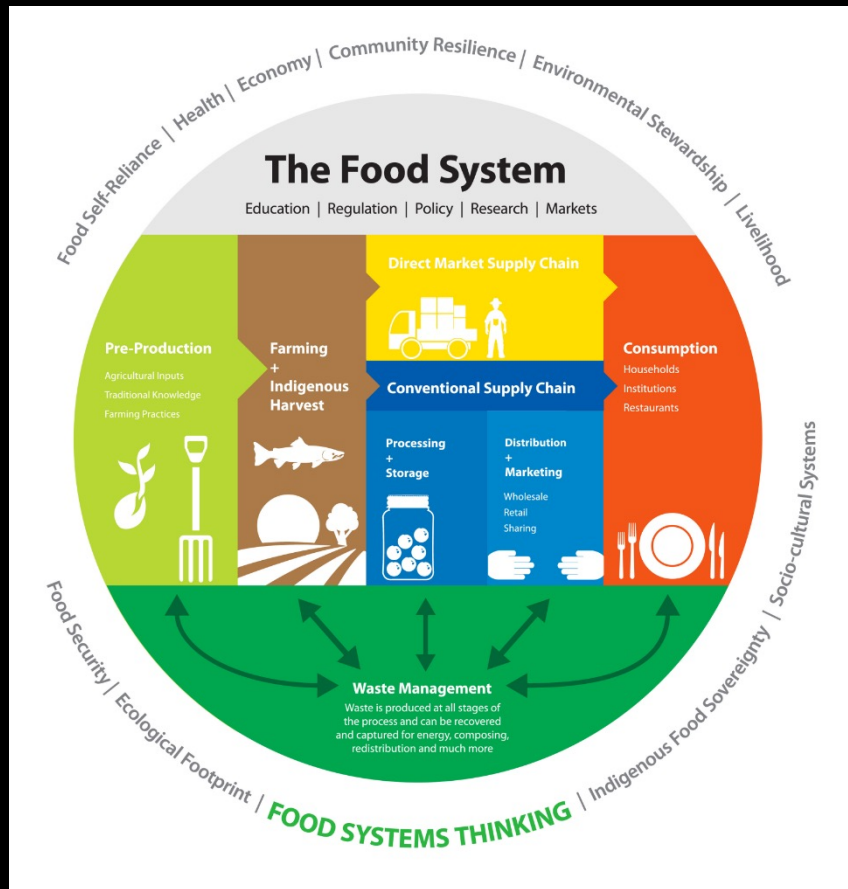 Food Self-Reliance | Health | Economy | Community Resilience | Environmental Stewardship | Livelihood
The Food System
Education | Regulation | Policy | Research | Markets
Pre-Production
Agricultural Inputs
Traditional Knowledge
Farming Practices
Farming
+
Indigenous
Harvest
Direct Market Supply Chain
Conventional Supply Chain
Processing
+
Storage
Distribution
+
Marketing
Wholesale
Retail
Sharing
Consumption
Households
Institutions
Restaurants
Waste Management
Waste is produced at all stages of
the process and can be recovered
and captured for energy, composing,
redistribution and much more
Food Security | Ecological Footprint | FOOD SYSTEMS THINKING | Indigenous Food Sovereignty | Socio-cultural Systems